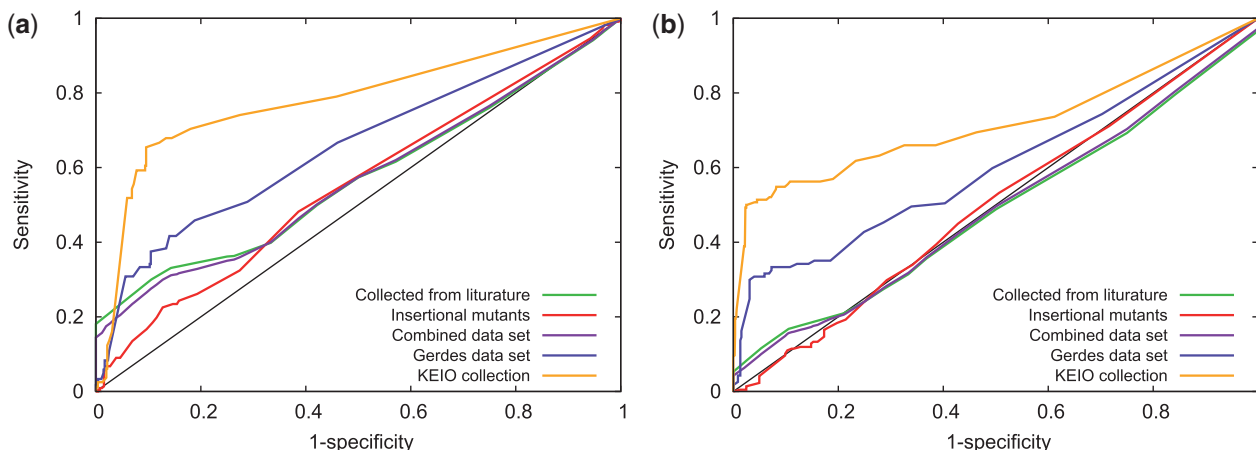 (a)
1
0.8
0.6
0.4
0.2
0
Sensitivity
Collected from liturature
Insertional mutants
Combined data set
Gerdes data set
KEIO collection
0 0.2 0.4 0.6 0.8 1
1-specificity
(b)
1
0.8
0.6
0.4
0.2
0
Sensitivity
Collected from liturature
Insertional mutants
Combined data set
Gerdes data set
KEIO collection
0 0.2 0.4 0.6 0.8
1-specificity